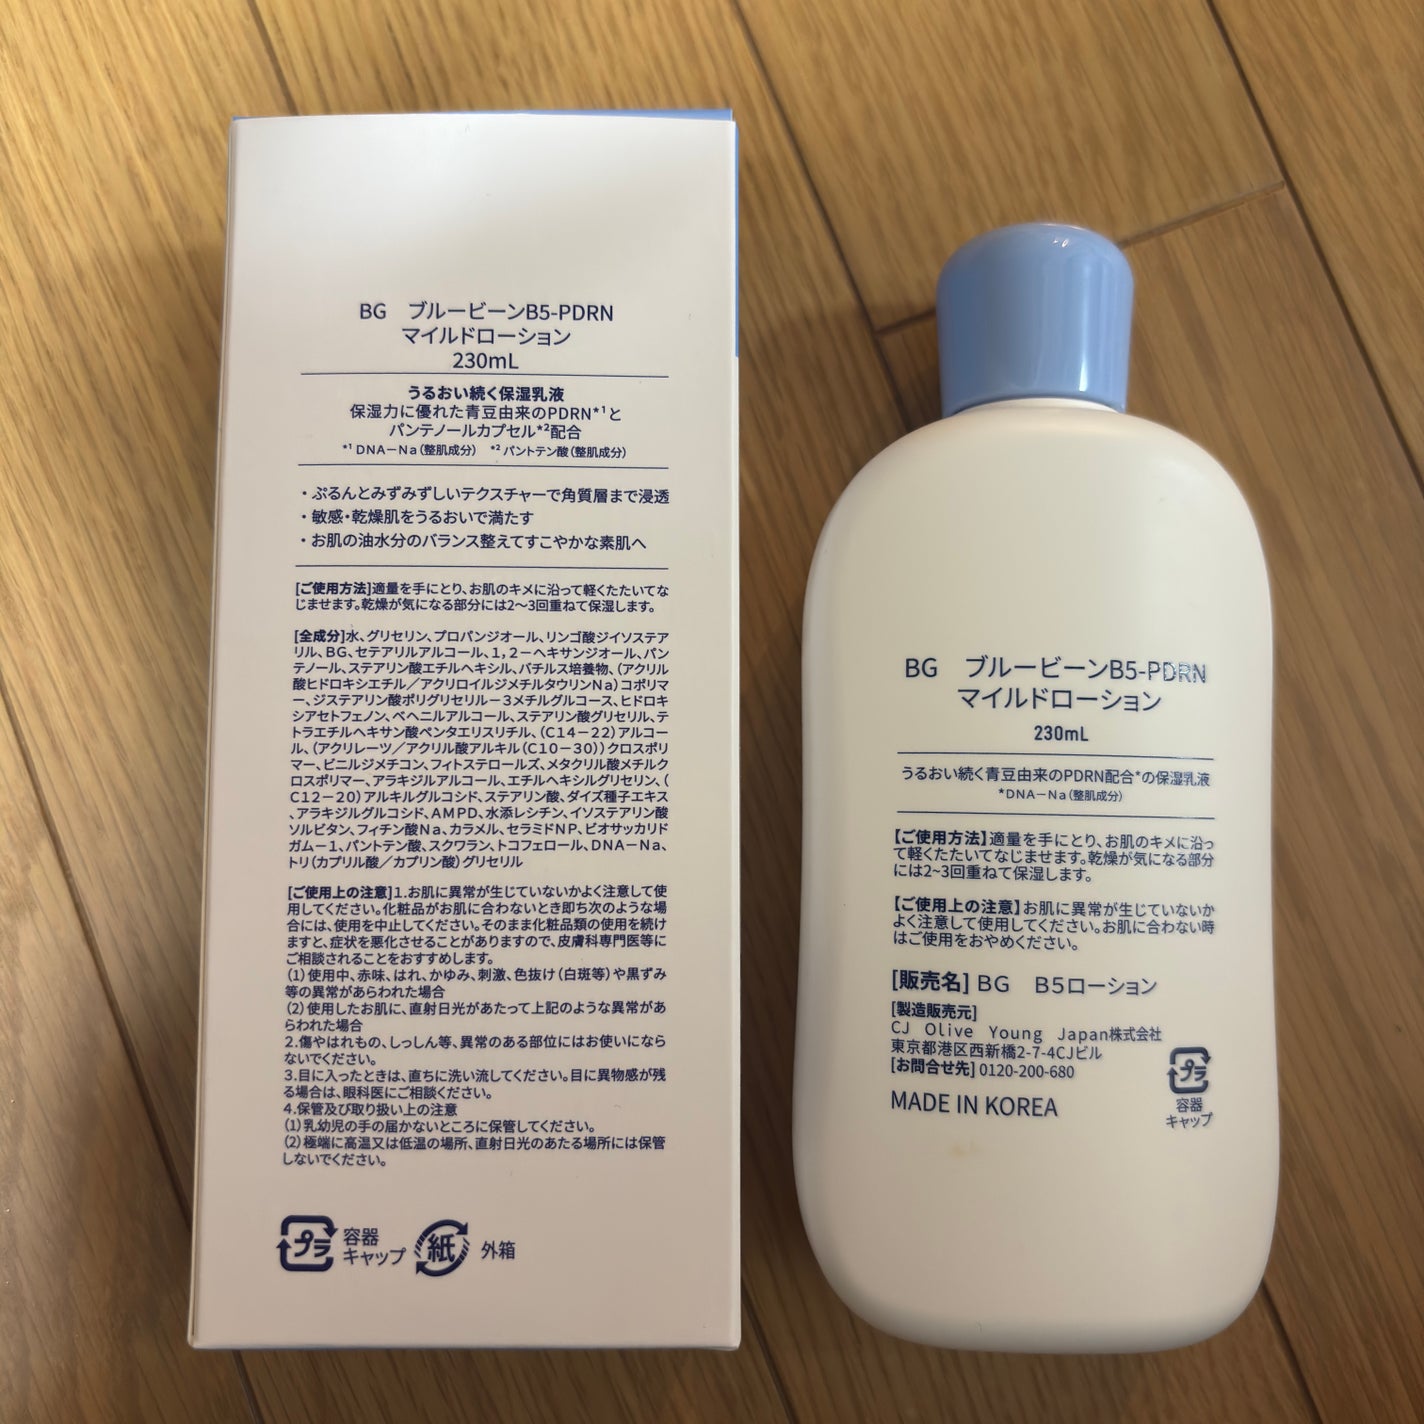 BG　ブルービーンB5-PDRN
マイルドローション
230mL
うるおい続く保湿乳液
保湿力に優れた青豆由来のPDRN*¹と
パンテノールカプセル*²配合
*¹ DNA－Na（整肌成分）　*² パントテン酸（整肌成分）
・ぷるんとみずみずしいテクスチャーで角質層まで浸透
・敏感・乾燥肌をうるおいで満たす
・お肌の油水分のバランス整えてすこやかな素肌へ
[ご使用方法]適量を手にとり、お肌のキメに沿って軽くたたいてな
じませます。乾燥が気になる部分には2～3回重ねて保湿します。
[全成分]水、グリセリン、プロパンジオール、リンゴ酸ジイソステア
リル、BG、セテアリルアルコール、１，２－ヘキサンジオール、パン
テノール、ステアリン酸エチルヘキシル、バチルス培養物、（アクリル
酸ヒドロキシエチル／アクリロイルジメチルタウリンNa）コポリマ
ー、ジステアリン酸ポリグリセリル－３メチルグルコース、ヒドロキ
シアセトフェノン、ベヘニルアルコール、ステアリン酸グリセリル、テ
トラエチルヘキサン酸ペンタエリスリチル、（C１４－２２）アルコー
ル、（アクリレーツ／アクリル酸アルキル（C１０－３０））クロスポリ
マー、ビニルジメチコン、フィトステロールズ、メタクリル酸メチルク
ロスポリマー、アラキジルアルコール、エチルヘキシルグリセリン、（
C１２－２０）アルキルグルコシド、ステアリン酸、ダイズ種子エキス
、アラキジルグルコシド、AMPD、水添レシチン、イソステアリン酸
ソルビタン、フィチン酸Na、カラメル、セラミドNP、ビオサッカリド
ガム－１、パントテン酸、スクワラン、トコフェロール、DNA－Na、
トリ（カプリル酸／カプリン酸）グリセリル
[ご使用上の注意]1.お肌に異常が生じていないかよく注意して使
用してください。化粧品がお肌に合わないとき即ち次のような場
合には、使用を中止してください。そのまま化粧品類の使用を続け
ますと、症状を悪化させることがありますので、皮膚科専門医等に
ご相談されることをおすすめします。
(1)使用中、赤味、はれ、かゆみ、刺激、色抜け（白斑等）や黒ずみ
等の異常があらわれた場合
(2)使用したお肌に、直射日光があたって上記のような異常があ
らわれた場合
2.傷やはれもの、しっしん等、異常のある部位にはお使いになら
ないでください。
3.目に入ったときは、直ちに洗い流してください。目に異物感が残
る場合は、眼科医にご相談ください。
4.保管及び取り扱い上の注意
(1)乳幼児の手の届かないところに保管してください。
(2)極端に高温又は低温の場所、直射日光のあたる場所には保管
しないでください。
プラ
容器
キャップ
紙
外箱
BG　ブルービーンB5-PDRN
マイルドローション
230mL
うるおい続く青豆由来のPDRN配合*の保湿乳液
*DNA－Na（整肌成分）
【ご使用方法】適量を手にとり、お肌のキメに沿っ
て軽くたたいてなじませます。乾燥が気になる部分
には2~3回重ねて保湿します。
【ご使用上の注意】お肌に異常が生じていないか
よく注意して使用してください。お肌に合わない時
はご使用をおやめください。
[販売名]BG　B5ローション
[製造販売元]
CJ Olive Young Japan株式会社
東京都港区西新橋2-7-4CJビル
[お問合せ先]0120-200-680
MADE IN KOREA
プラ
容器
キャップ